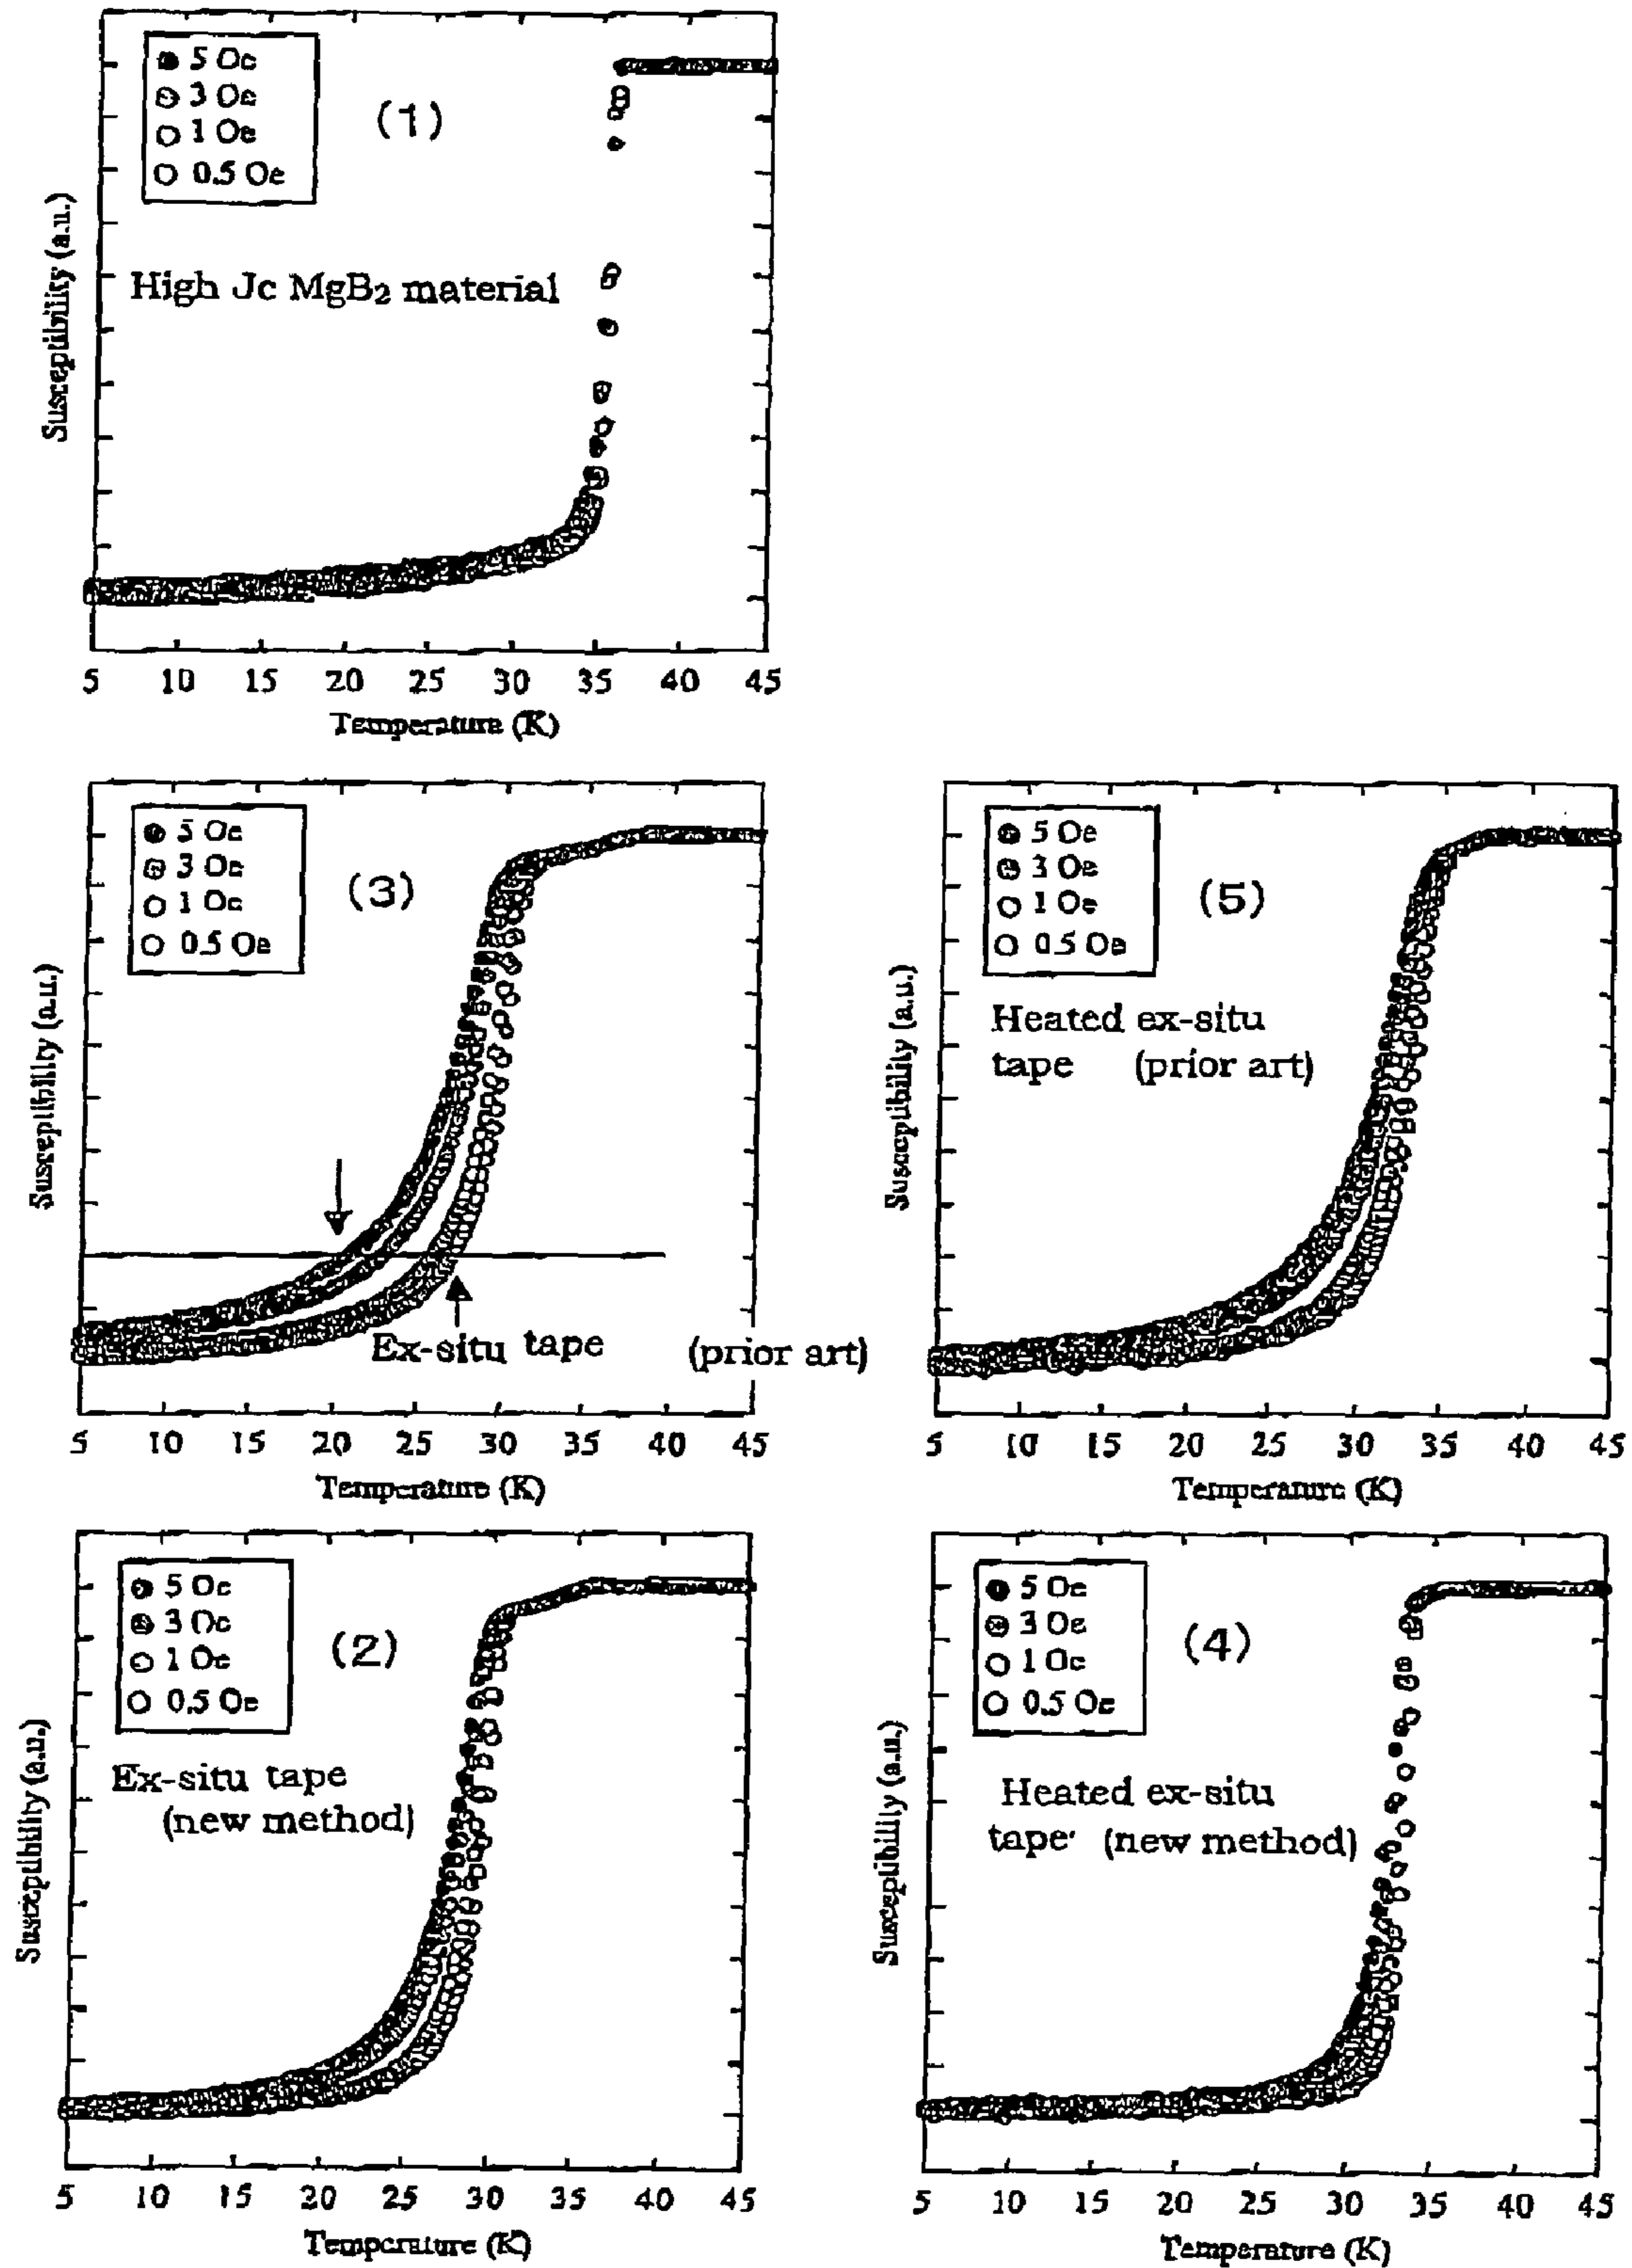 5 Oe
3 Oe
1 Oe
0.5 Oe
(1)
High Jc MgB₂ material
Susceptibility (a.u.)
5 10 15 20 25 30 35 40 45
Temperature (K)
5 Oe
3 Oe
1 Oe
0.5 Oe
(3)
Ex-situ tape (prior art)
Susceptibility (a.u.)
5 10 15 20 25 30 35 40 45
Temperature (K)
5 Oe
3 Oe
1 Oe
0.5 Oe
(5)
Heated ex-situ
tape (prior art)
Susceptibility (a.u.)
5 10 15 20 25 30 35 40 45
Temperature (K)
5 Oe
3 Oe
1 Oe
0.5 Oe
(2)
Ex-situ tape
(new method)
Susceptibility (a.u.)
5 10 15 20 25 30 35 40 45
Temperature (K)
5 Oe
3 Oe
1 Oe
0.5 Oe
(4)
Heated ex-situ
tape (new method)
Susceptibility (a.u.)
5 10 15 20 25 30 35 40 45
Temperature (K)